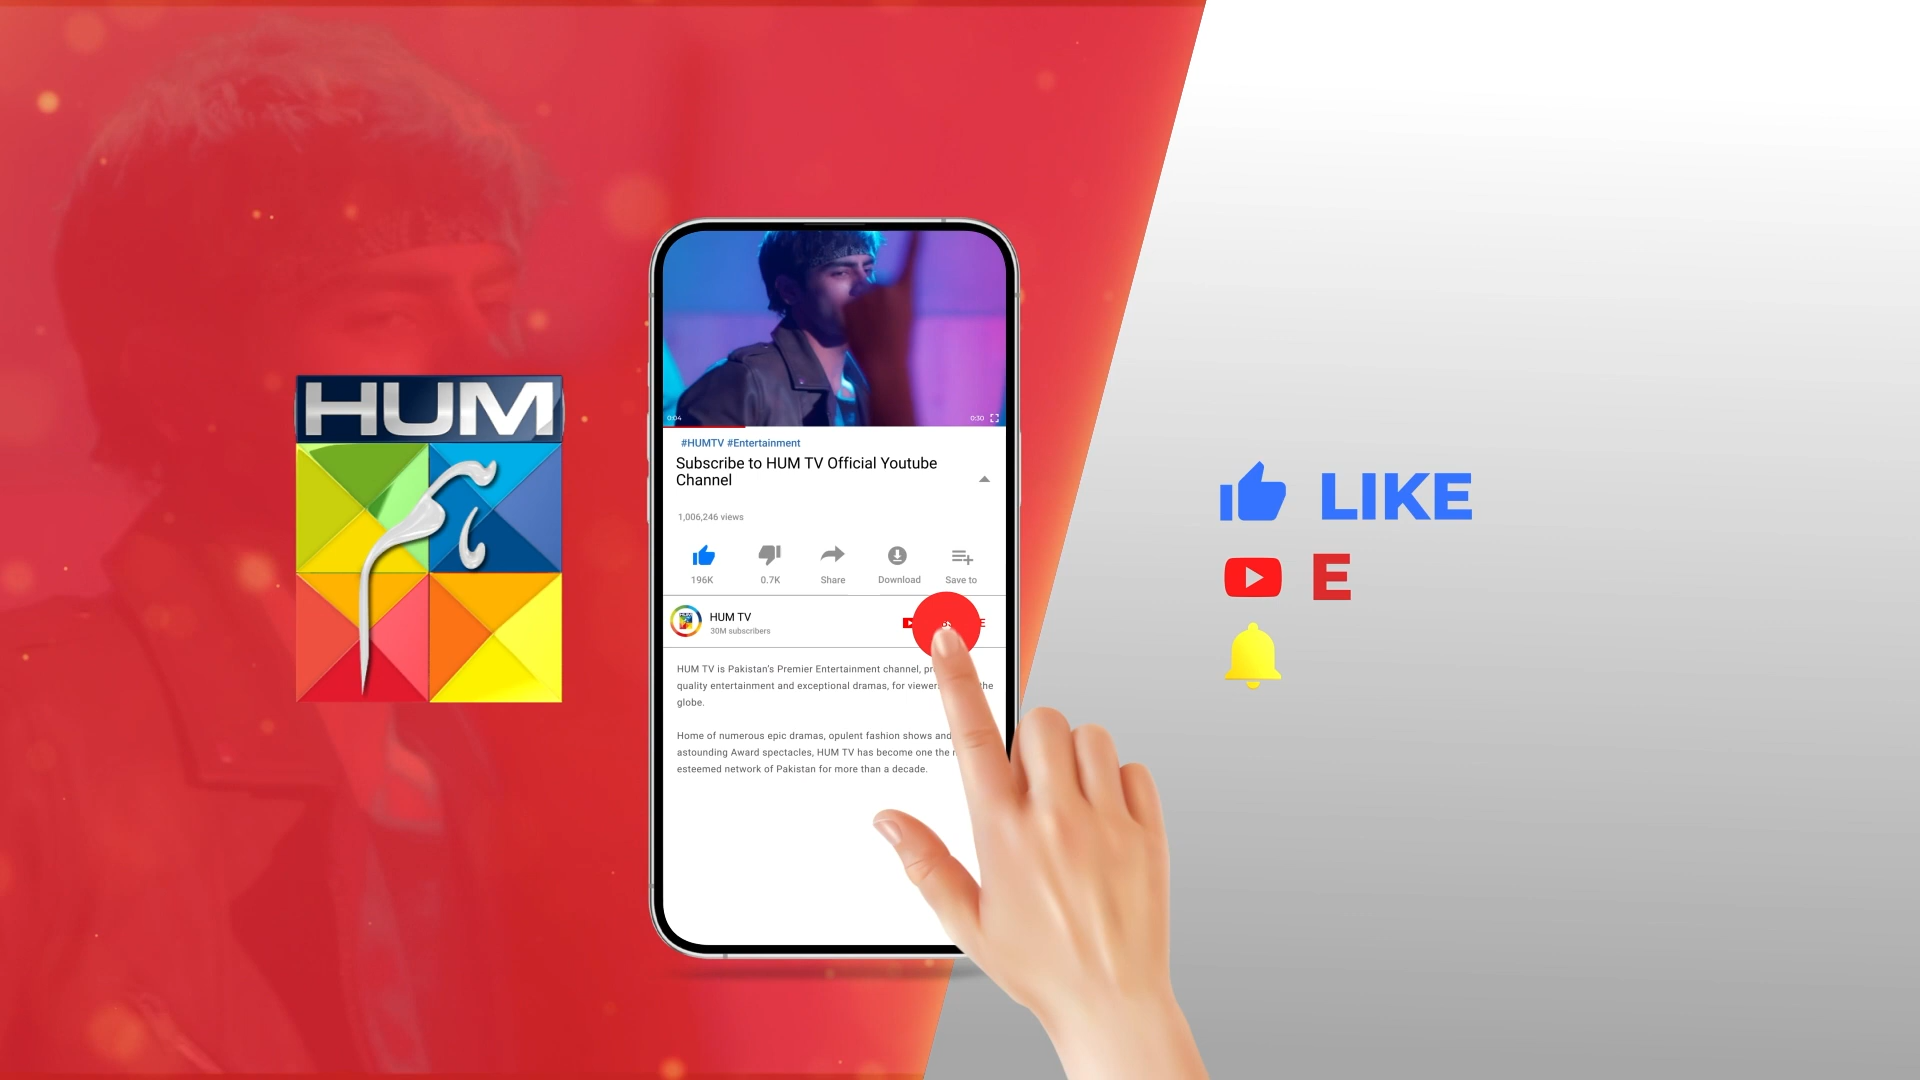 HUM
0:04
0:30
#HUMTV #Entertainment
Subscribe to HUM TV Official Youtube
Channel
1,006,246 views
196K
0.7K
Share
Download
Save to
HUM TV
30M subscribers
HUM TV is Pakistan's Premier Entertainment channel,
quality entertainment and exceptional dramas, for the
globe.
Home of numerous epic dramas, opulent fashion shows and
astounding Award spectacles, HUM TV has become one the
esteemed network of Pakistan for more than a decade.
LIKE
E